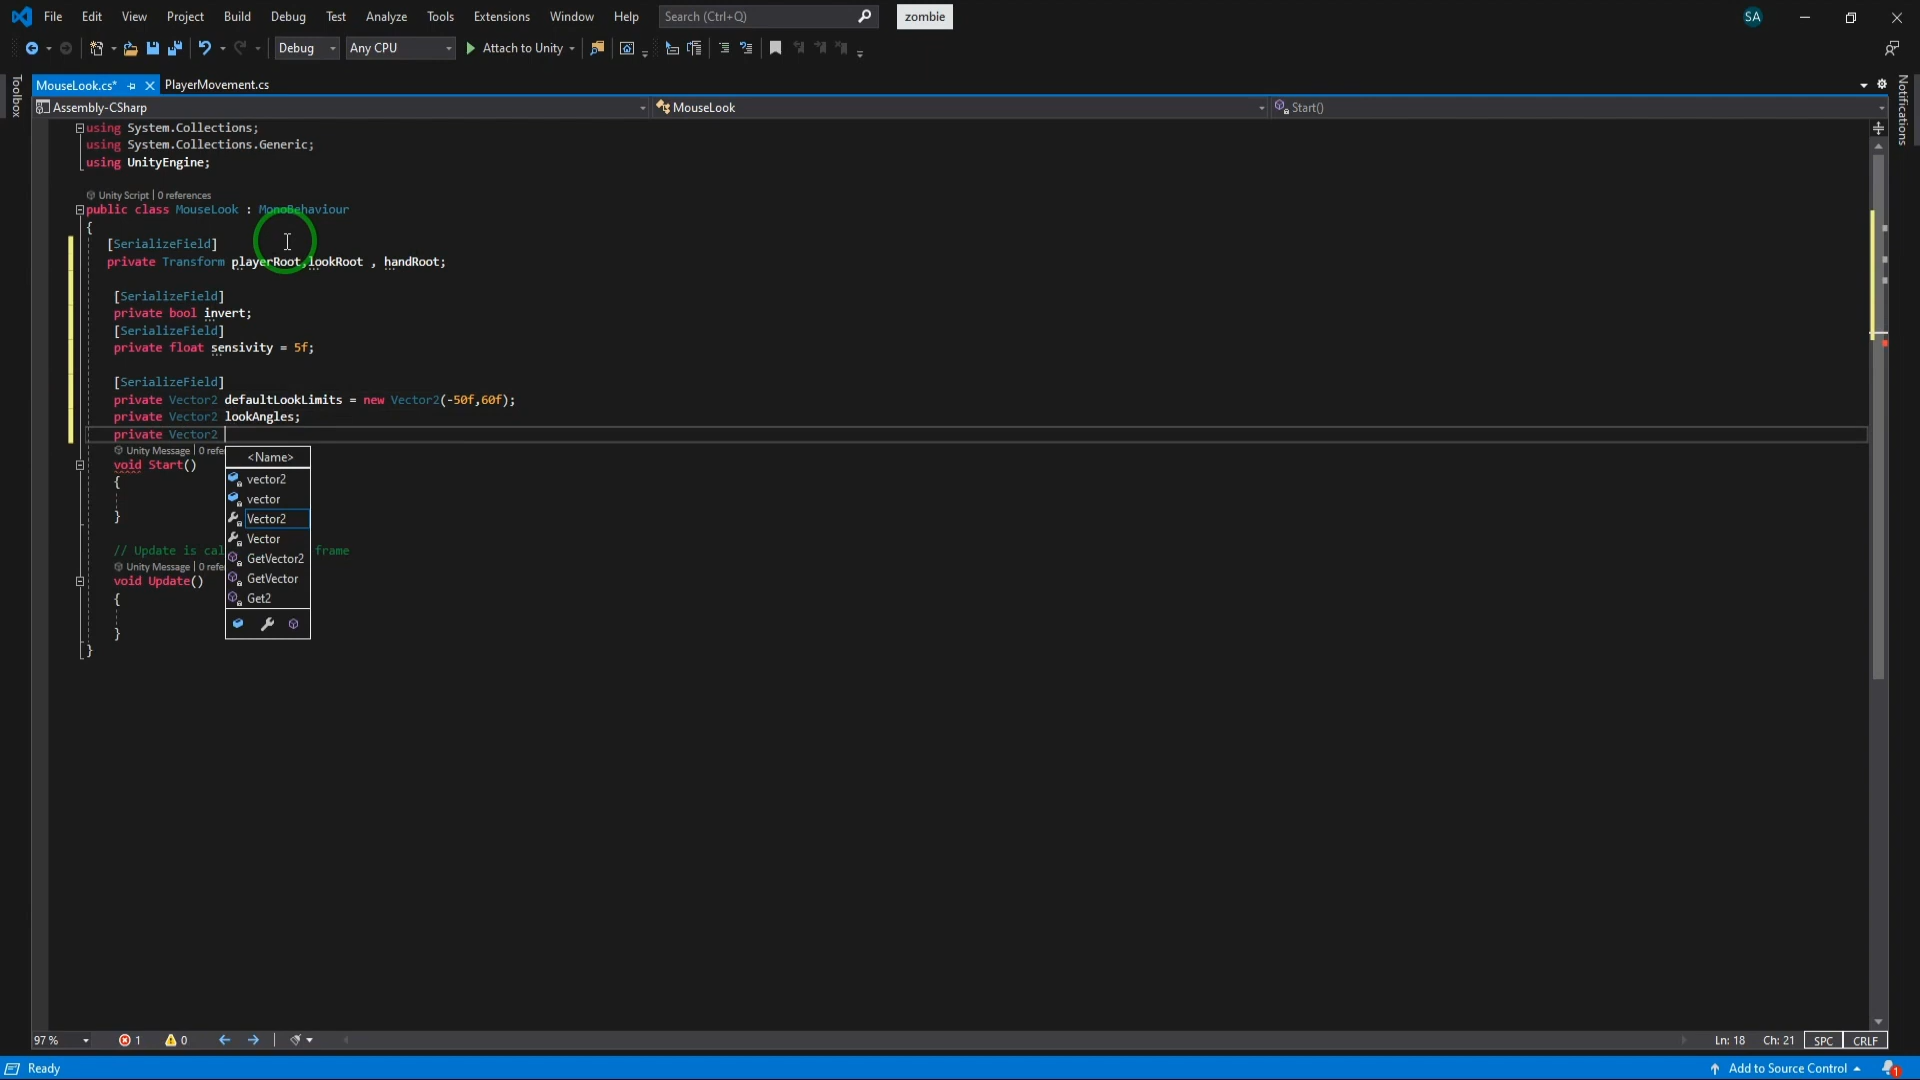 File Edit View Project Build Debug Test Analyze Tools Extensions Window Help Search (Ctrl+Q) zombie SA
Debug Any CPU Attach to Unity
MouseLook.cs* PlayerMovement.cs
Toolbox
Notifications
Assembly-CSharp MouseLook Start()
using System.Collections;
using System.Collections.Generic;
using UnityEngine;
Unity Script | 0 references
public class MouseLook : MonoBehaviour
{
[SerializeField]
private Transform playerRoot,lookRoot , handRoot;
[SerializeField]
private bool invert;
[SerializeField]
private float sensivity = 5f;
[SerializeField]
private Vector2 defaultLookLimits = new Vector2(-50f,60f);
private Vector2 lookAngles;
private Vector2
Unity Message | 0 refe
<Name>
void Start()
vector2
{
vector
}
Vector2
Vector
// Update is cal frame
GetVector2
Unity Message | 0 refe
void Update()
GetVector
{
Get2
}
}
97 % 1 0 Ln: 18 Ch: 21 SPC CRLF
Ready Add to Source Control 1